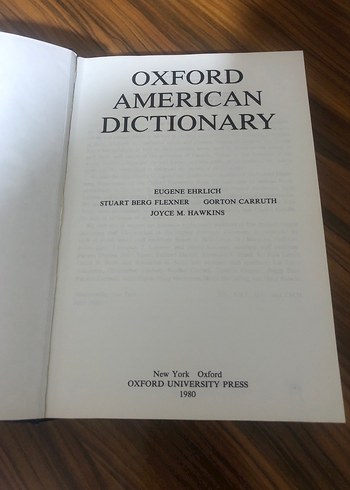 OXFORD
AMERICAN
DICTIONARY
EUGENE EHRLICH
STUART BERG FLEXNER GORTON CARRUTH
JOYCE M. HAWKINS
New York Oxford
OXFORD UNIVERSITY PRESS
1980